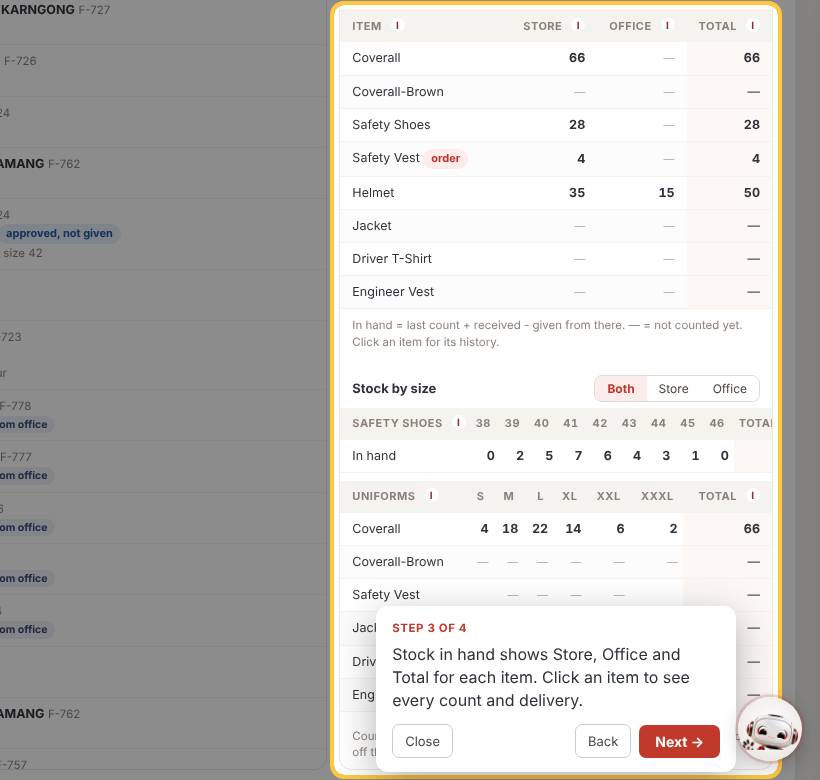 KARNGONG F-727
F-726
24
AMANG F-762
24
approved, not given
size 42
-723
ur
F-778
om office
F-777
om office
6
om office
om office
4
om office
AMANG F-762
-757
ITEM I STORE I OFFICE I TOTAL I
Coverall 66 — 66
Coverall-Brown — — —
Safety Shoes 28 — 28
Safety Vest order 4 — 4
Helmet 35 15 50
Jacket — — —
Driver T-Shirt — — —
Engineer Vest — — —
In hand = last count + received - given from there. — = not counted yet.
Click an item for its history.
Stock by size Both Store Office
SAFETY SHOES I 38 39 40 41 42 43 44 45 46 TOTAL
In hand 0 2 5 7 6 4 3 1 0
UNIFORMS I S M L XL XXL XXXL TOTAL I
Coverall 4 18 22 14 6 2 66
Coverall-Brown — — — — — — —
Safety Vest — — — — —
Jack —
Driv —
Eng —
Cou
off th
STEP 3 OF 4
Stock in hand shows Store, Office and
Total for each item. Click an item to see
every count and delivery.
Close Back Next →